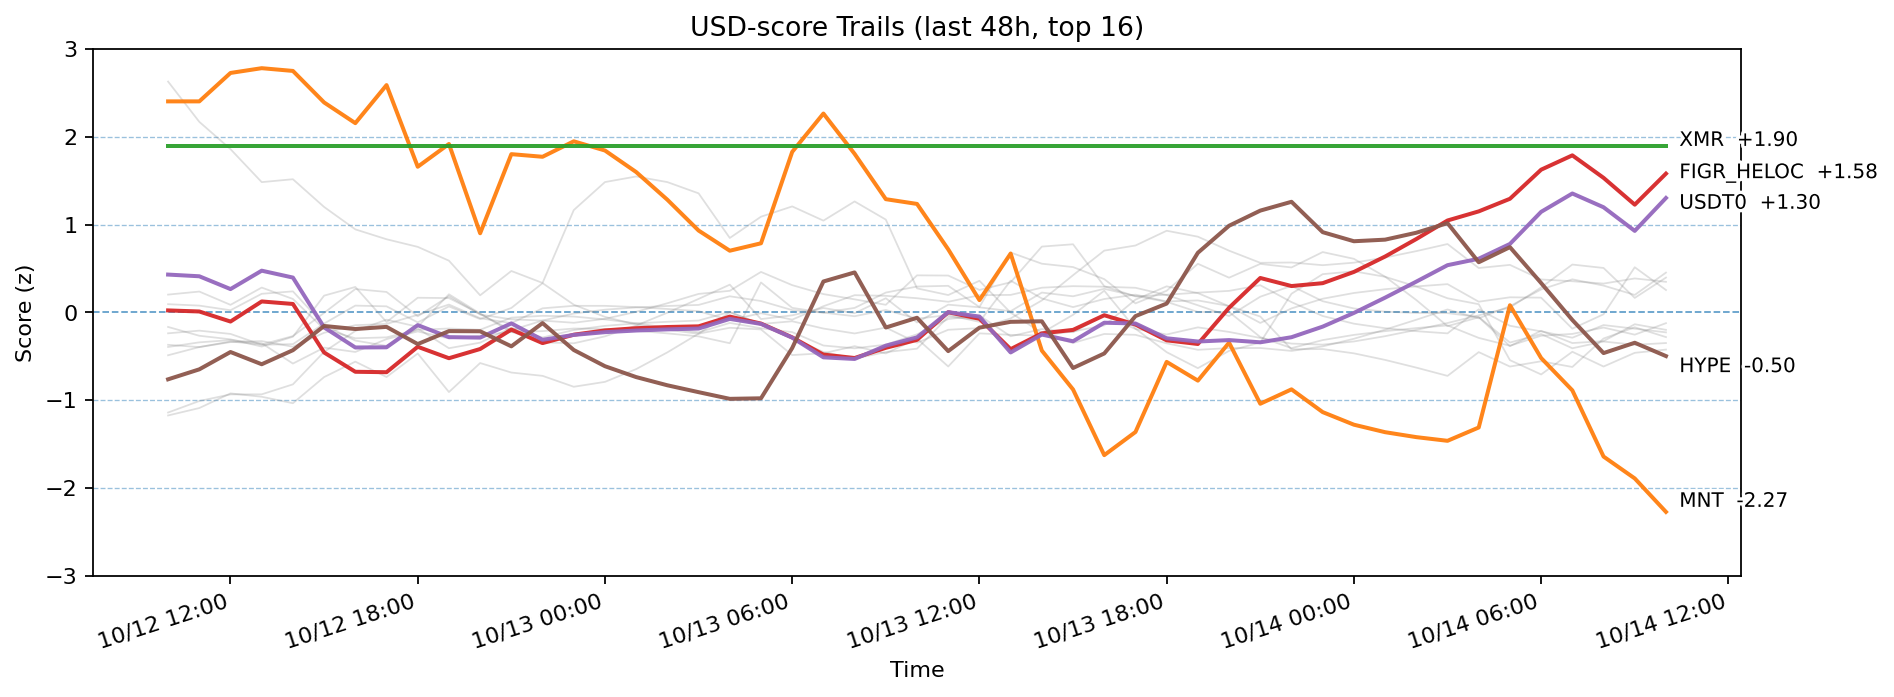 USD-score Trails (last 48h, top 16)
Score (z)
3
2
1
0
−1
−2
−3
XMR +1.90
FIGR_HELOC +1.58
USDT0 +1.30
HYPE -0.50
MNT -2.27
10/12 12:00
10/12 18:00
10/13 00:00
10/13 06:00
10/13 12:00
10/13 18:00
10/14 00:00
10/14 06:00
10/14 12:00
Time